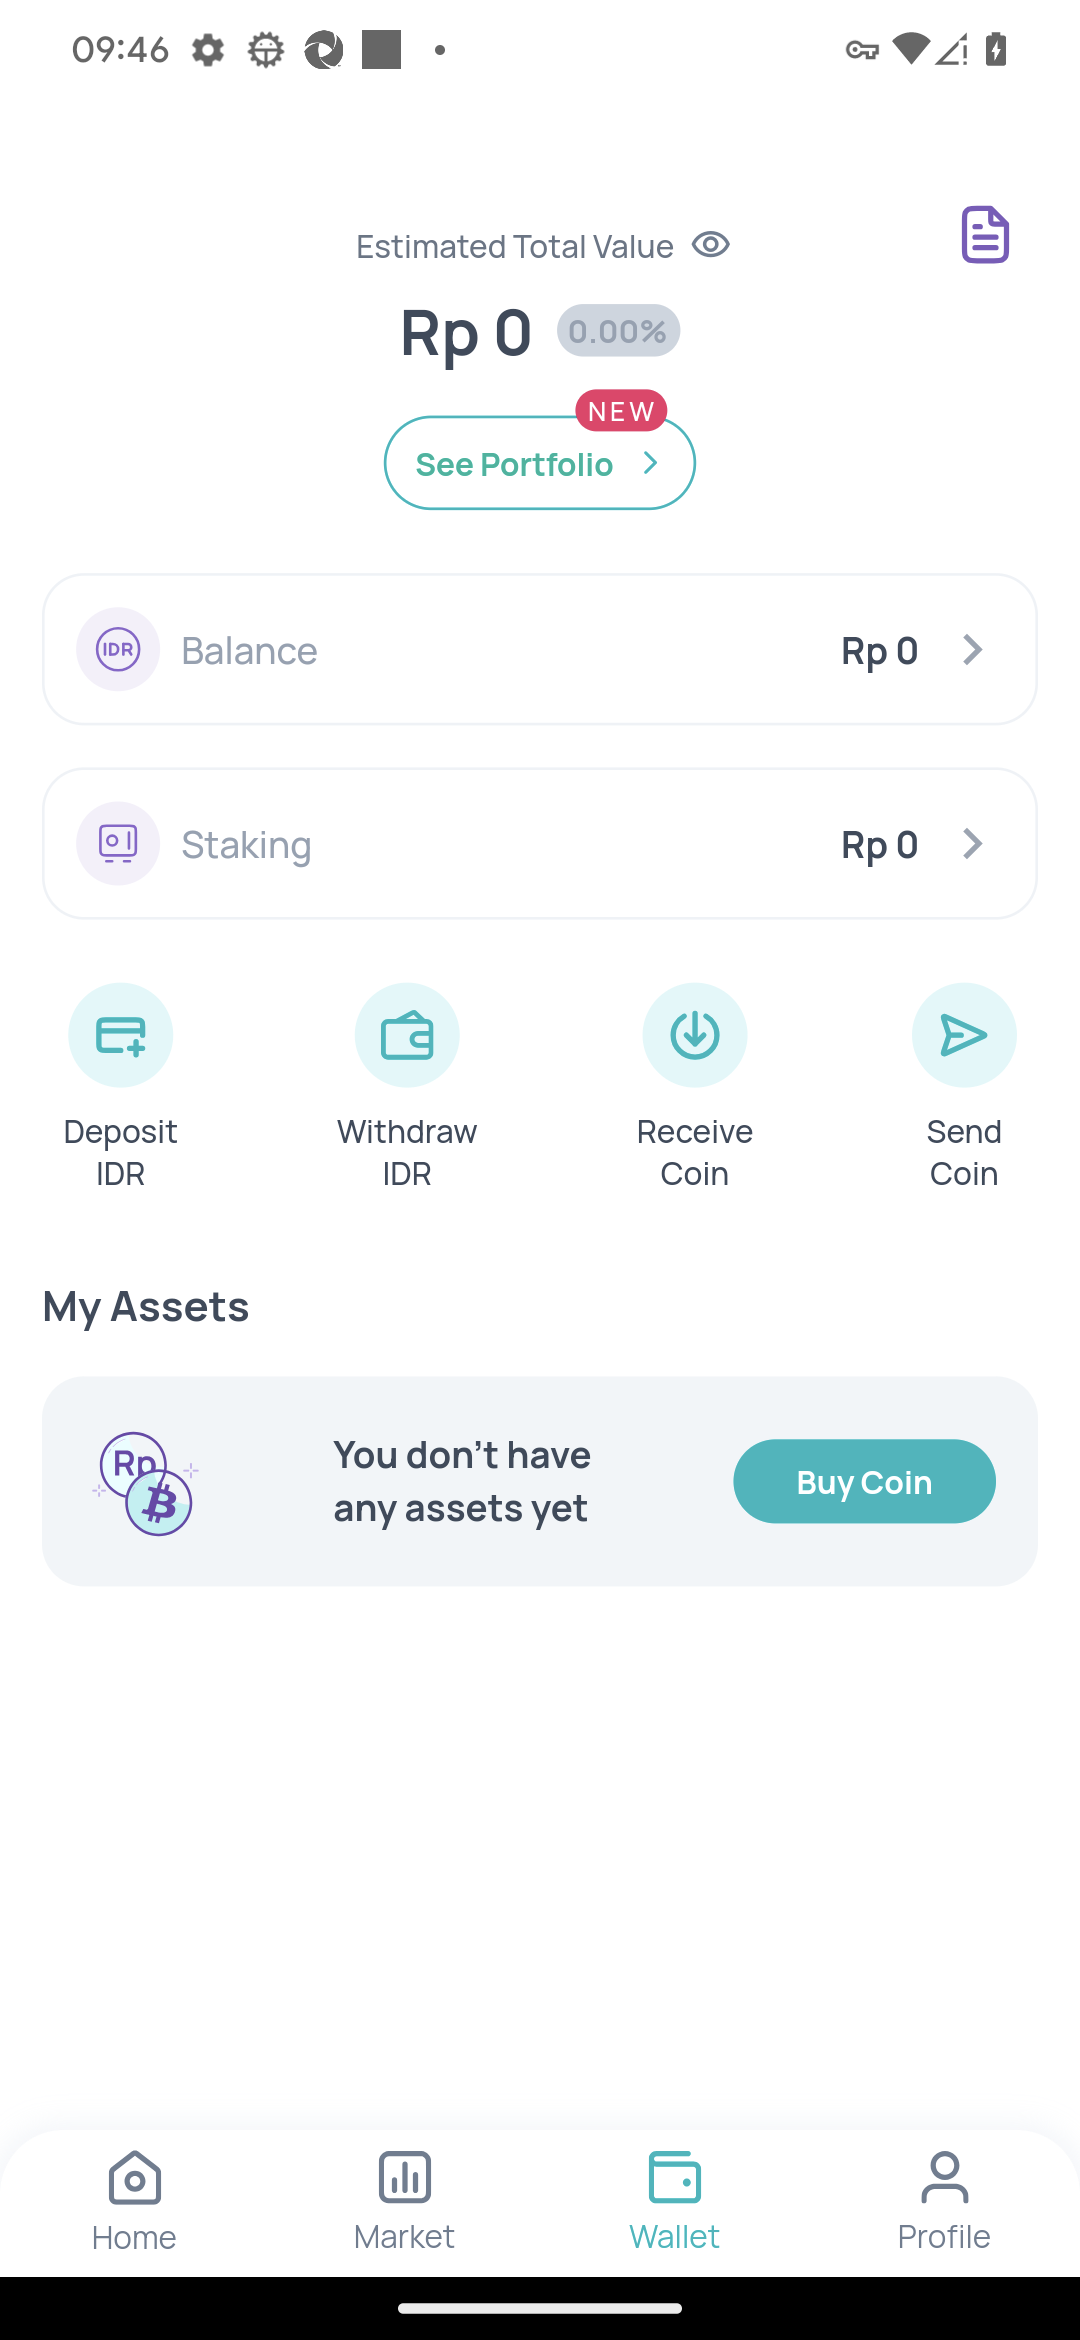 09:46
Estimated Total Value
Rp 0 0.00%
NEW
See Portfolio
IDR Balance Rp 0
Staking Rp 0
Deposit IDR
Withdraw IDR
Receive Coin
Send Coin
My Assets
Rp
You don't have
any assets yet
Buy Coin
Home Market Wallet Profile